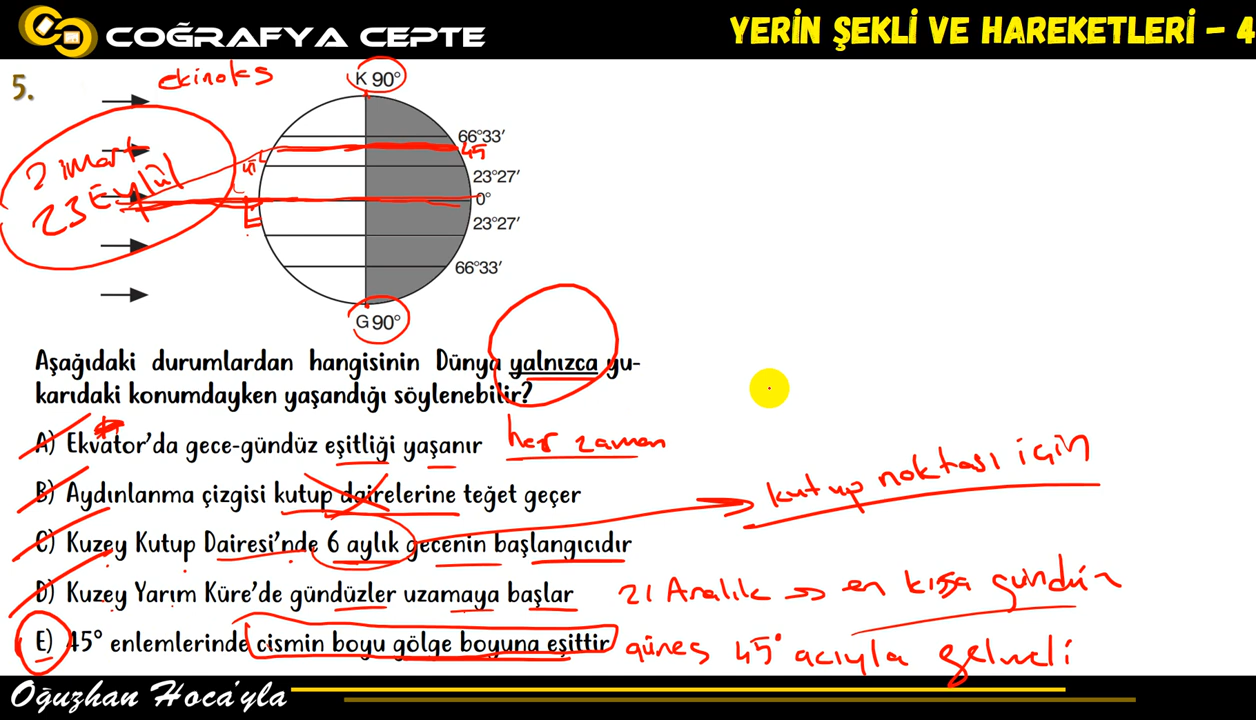 COĞRAFYA CEPTE
YERİN ŞEKLİ VE HAREKETLERİ – 4
5.
ekinoks
K 90°
66°33'
45
45
23°27'
0°
23°27'
66°33'
G 90°
21 mart
23 Eylül
Aşağıdaki durumlardan hangisinin Dünya yalnızca yu-
karıdaki konumdayken yaşandığı söylenebilir?
A) Ekvator'da gece-gündüz eşitliği yaşanır her zaman
B) Aydınlanma çizgisi kutup dairelerine teğet geçer
C) Kuzey Kutup Dairesi'nde 6 aylık gecenin başlangıcıdır
kutup noktası için
D) Kuzey Yarım Küre'de gündüzler uzamaya başlar 21 Aralık en kısa gündüz
E) 45° enlemlerinde cismin boyu gölge boyuna eşittir güneş 45° acıyla gelmeli
Oğuzhan Hoca'yla